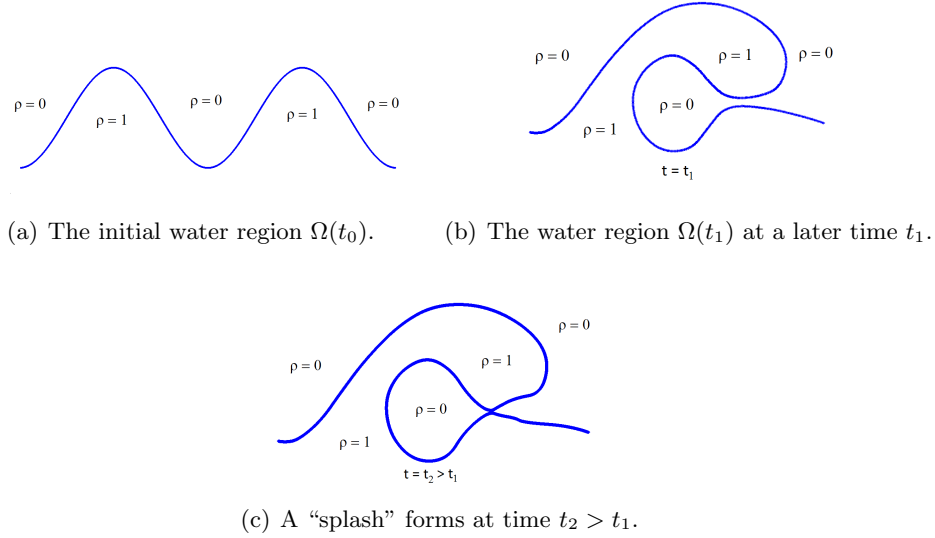 ρ = 0
ρ = 1
ρ = 0
ρ = 1
ρ = 0
(a) The initial water region Ω(t₀).
ρ = 0
ρ = 1
ρ = 0
ρ = 0
ρ = 1
t = t₁
(b) The water region Ω(t₁) at a later time t₁.
ρ = 0
ρ = 0
ρ = 1
ρ = 0
ρ = 1
t = t₂ > t₁
(c) A “splash” forms at time t₂ > t₁.